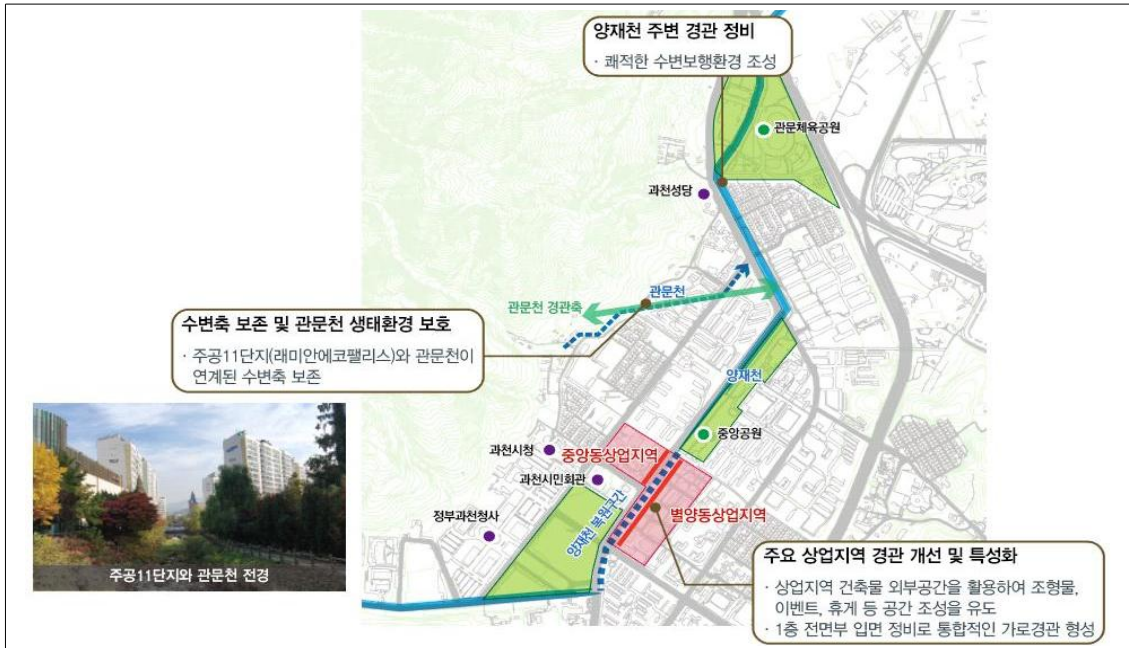 양재천 주변 경관 정비
· 쾌적한 수변보행환경 조성
관문체육공원
과천성당
관문천
관문천 경관축
수변축 보존 및 관문천 생태환경 보호
· 주공11단지(래미안에코팰리스)와 관문천이
연계된 수변축 보존
양재천
중앙공원
과천시청
중앙동상업지역
과천시민회관
양재천 복원구간
별양동상업지역
정부과천청사
주공11단지와 관문천 전경
주요 상업지역 경관 개선 및 특성화
· 상업지역 건축물 외부공간을 활용하여 조형물,
이벤트, 휴게 등 공간 조성을 유도
· 1층 전면부 입면 정비로 통합적인 가로경관 형성